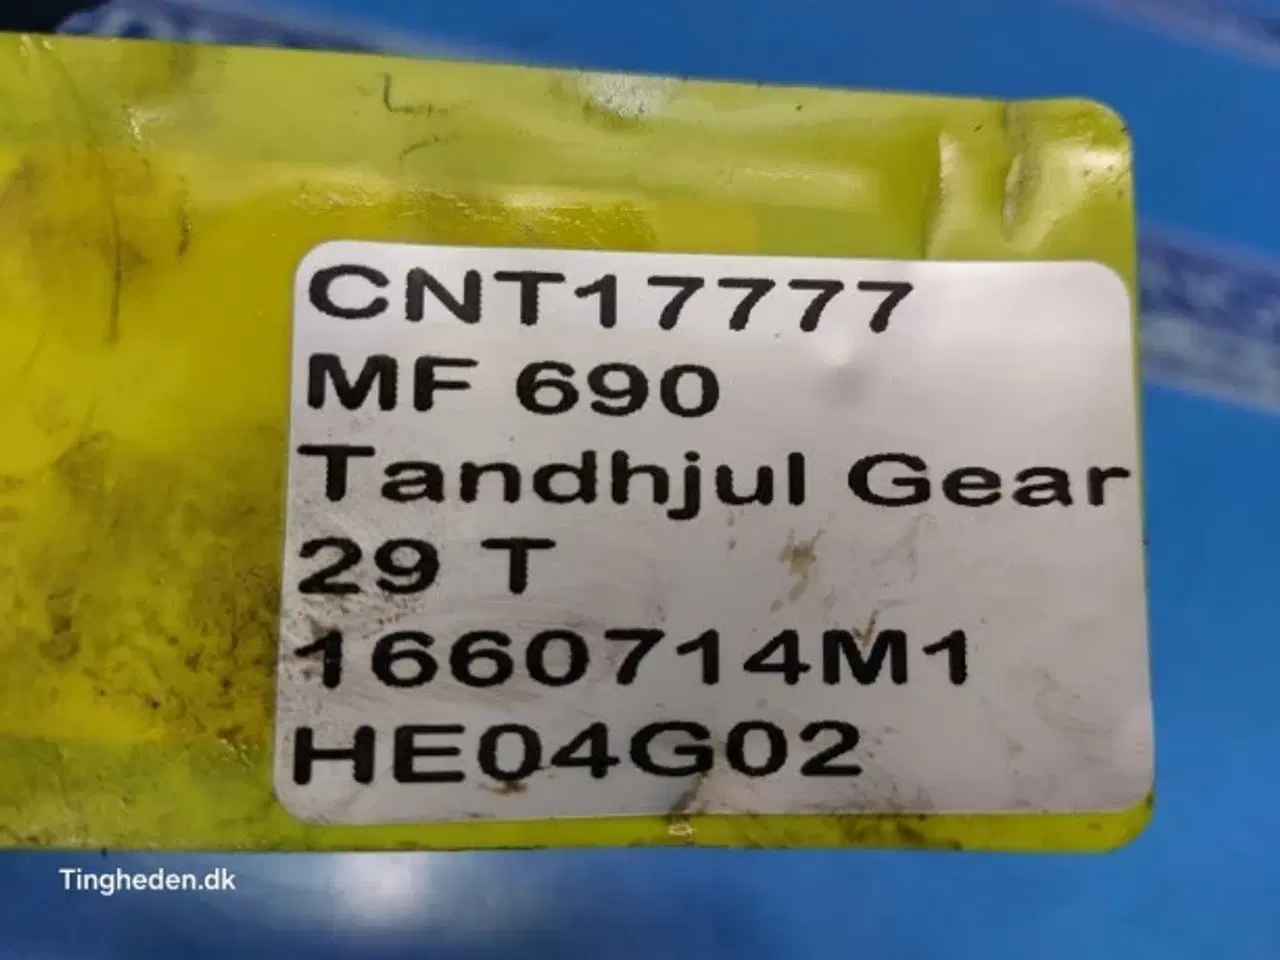 CNT17777
MF 690
Tandhjul Gear
29 T
1660714M1
HE04G02
Tingheden.dk